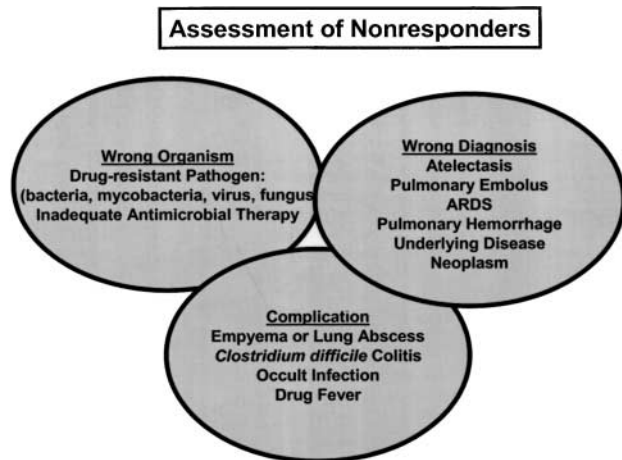 Assessment of Nonresponders
Wrong Organism
Drug-resistant Pathogen:
(bacteria, mycobacteria, virus, fungus
Inadequate Antimicrobial Therapy
Wrong Diagnosis
Atelectasis
Pulmonary Embolus
ARDS
Pulmonary Hemorrhage
Underlying Disease
Neoplasm
Complication
Empyema or Lung Abscess
Clostridium difficile Colitis
Occult Infection
Drug Fever